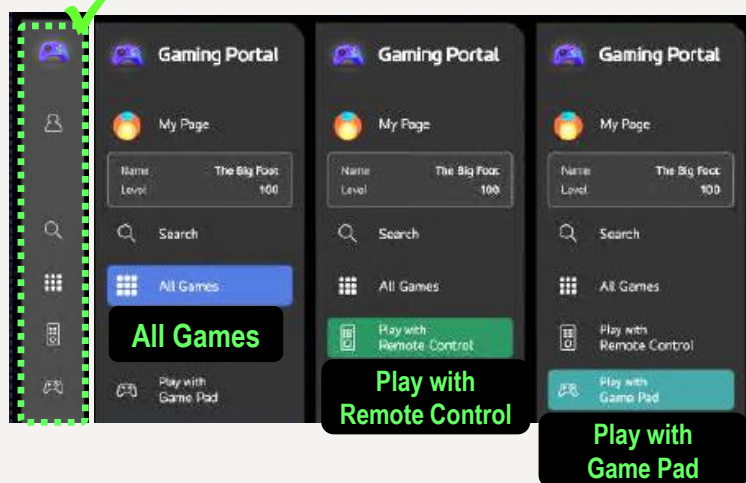 Gaming Portal
My Page
Name The Big Foot
Level 100
Search
All Games
All Games
Play with
Game Pad
Gaming Portal
My Page
Name The Big Foot
Level 100
Search
All Games
Play with
Remote Control
Play with
Remote Control
Gaming Portal
My Page
Name The Big Foot
Level 100
Search
All Games
Play with
Remote Control
Play with
Game Pad
Play with
Game Pad